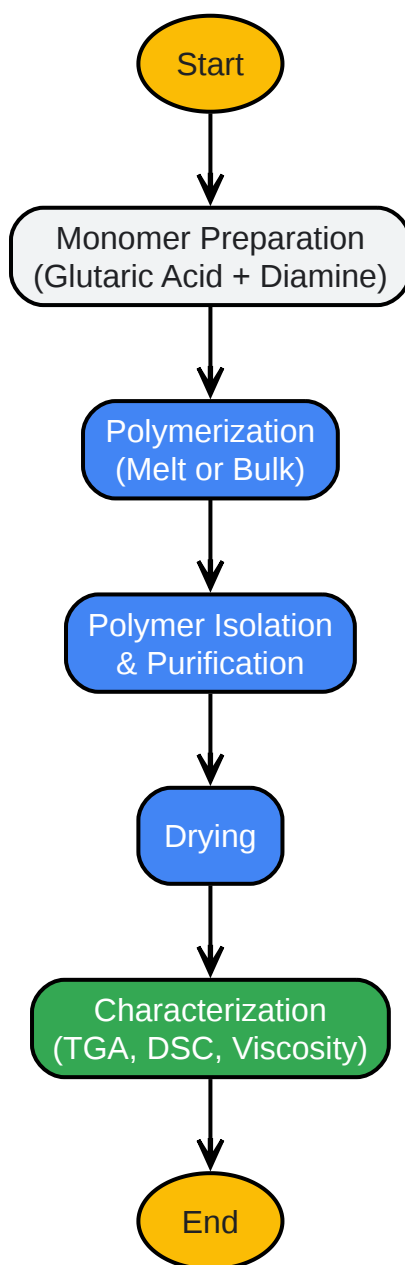 Start
Monomer Preparation
(Glutaric Acid + Diamine)
Polymerization
(Melt or Bulk)
Polymer Isolation
& Purification
Drying
Characterization
(TGA, DSC, Viscosity)
End